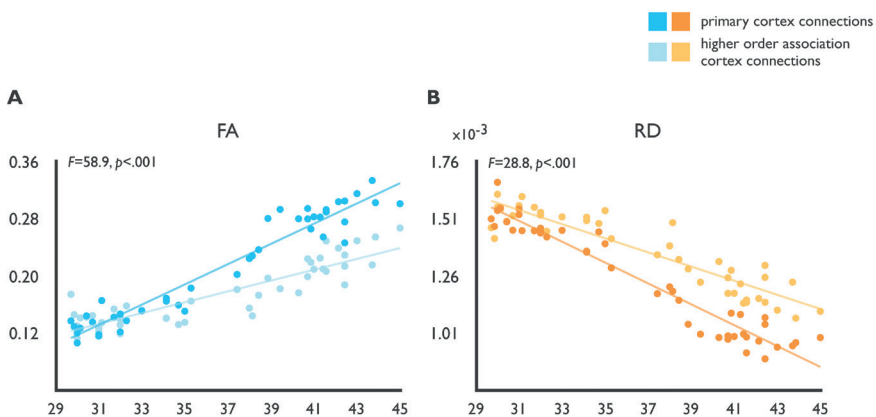 primary cortex connections
higher order association
cortex connections
A
B
FA
×10-3
RD
0.36
F=58.9, p<.001
1.76
F=28.8, p<.001
0.28
1.51
0.20
1.26
0.12
1.01
29 31 33 35 37 39 41 43 45
29 31 33 35 37 39 41 43 45